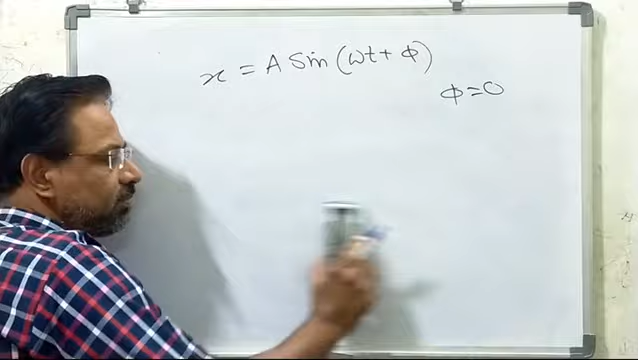 x = A Sin (ωt + ϕ)
ϕ = 0